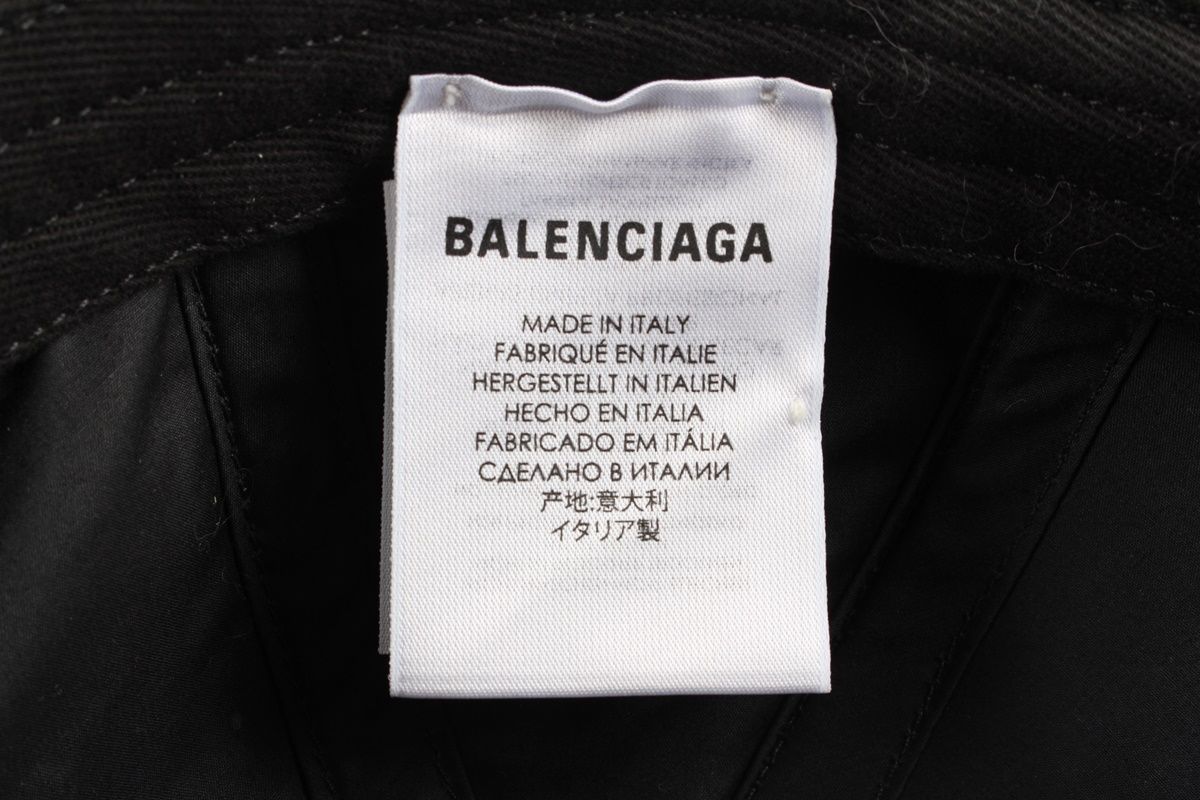 BALENCIAGA
MADE IN ITALY
FABRIQUÉ EN ITALIE
HERGESTELLT IN ITALIEN
HECHO EN ITALIA
FABRICADO EM ITÁLIA
СДЕЛАНО В ИТАЛИИ
产地:意大利
イタリア製